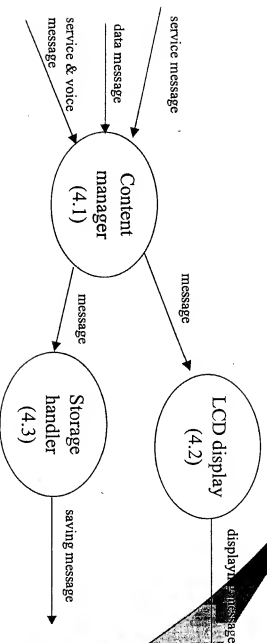 service message
data message
service & voice
message
Content
manager
(4.1)
message
message
LCD display
(4.2)
Storage
handler
(4.3)
message
saving message